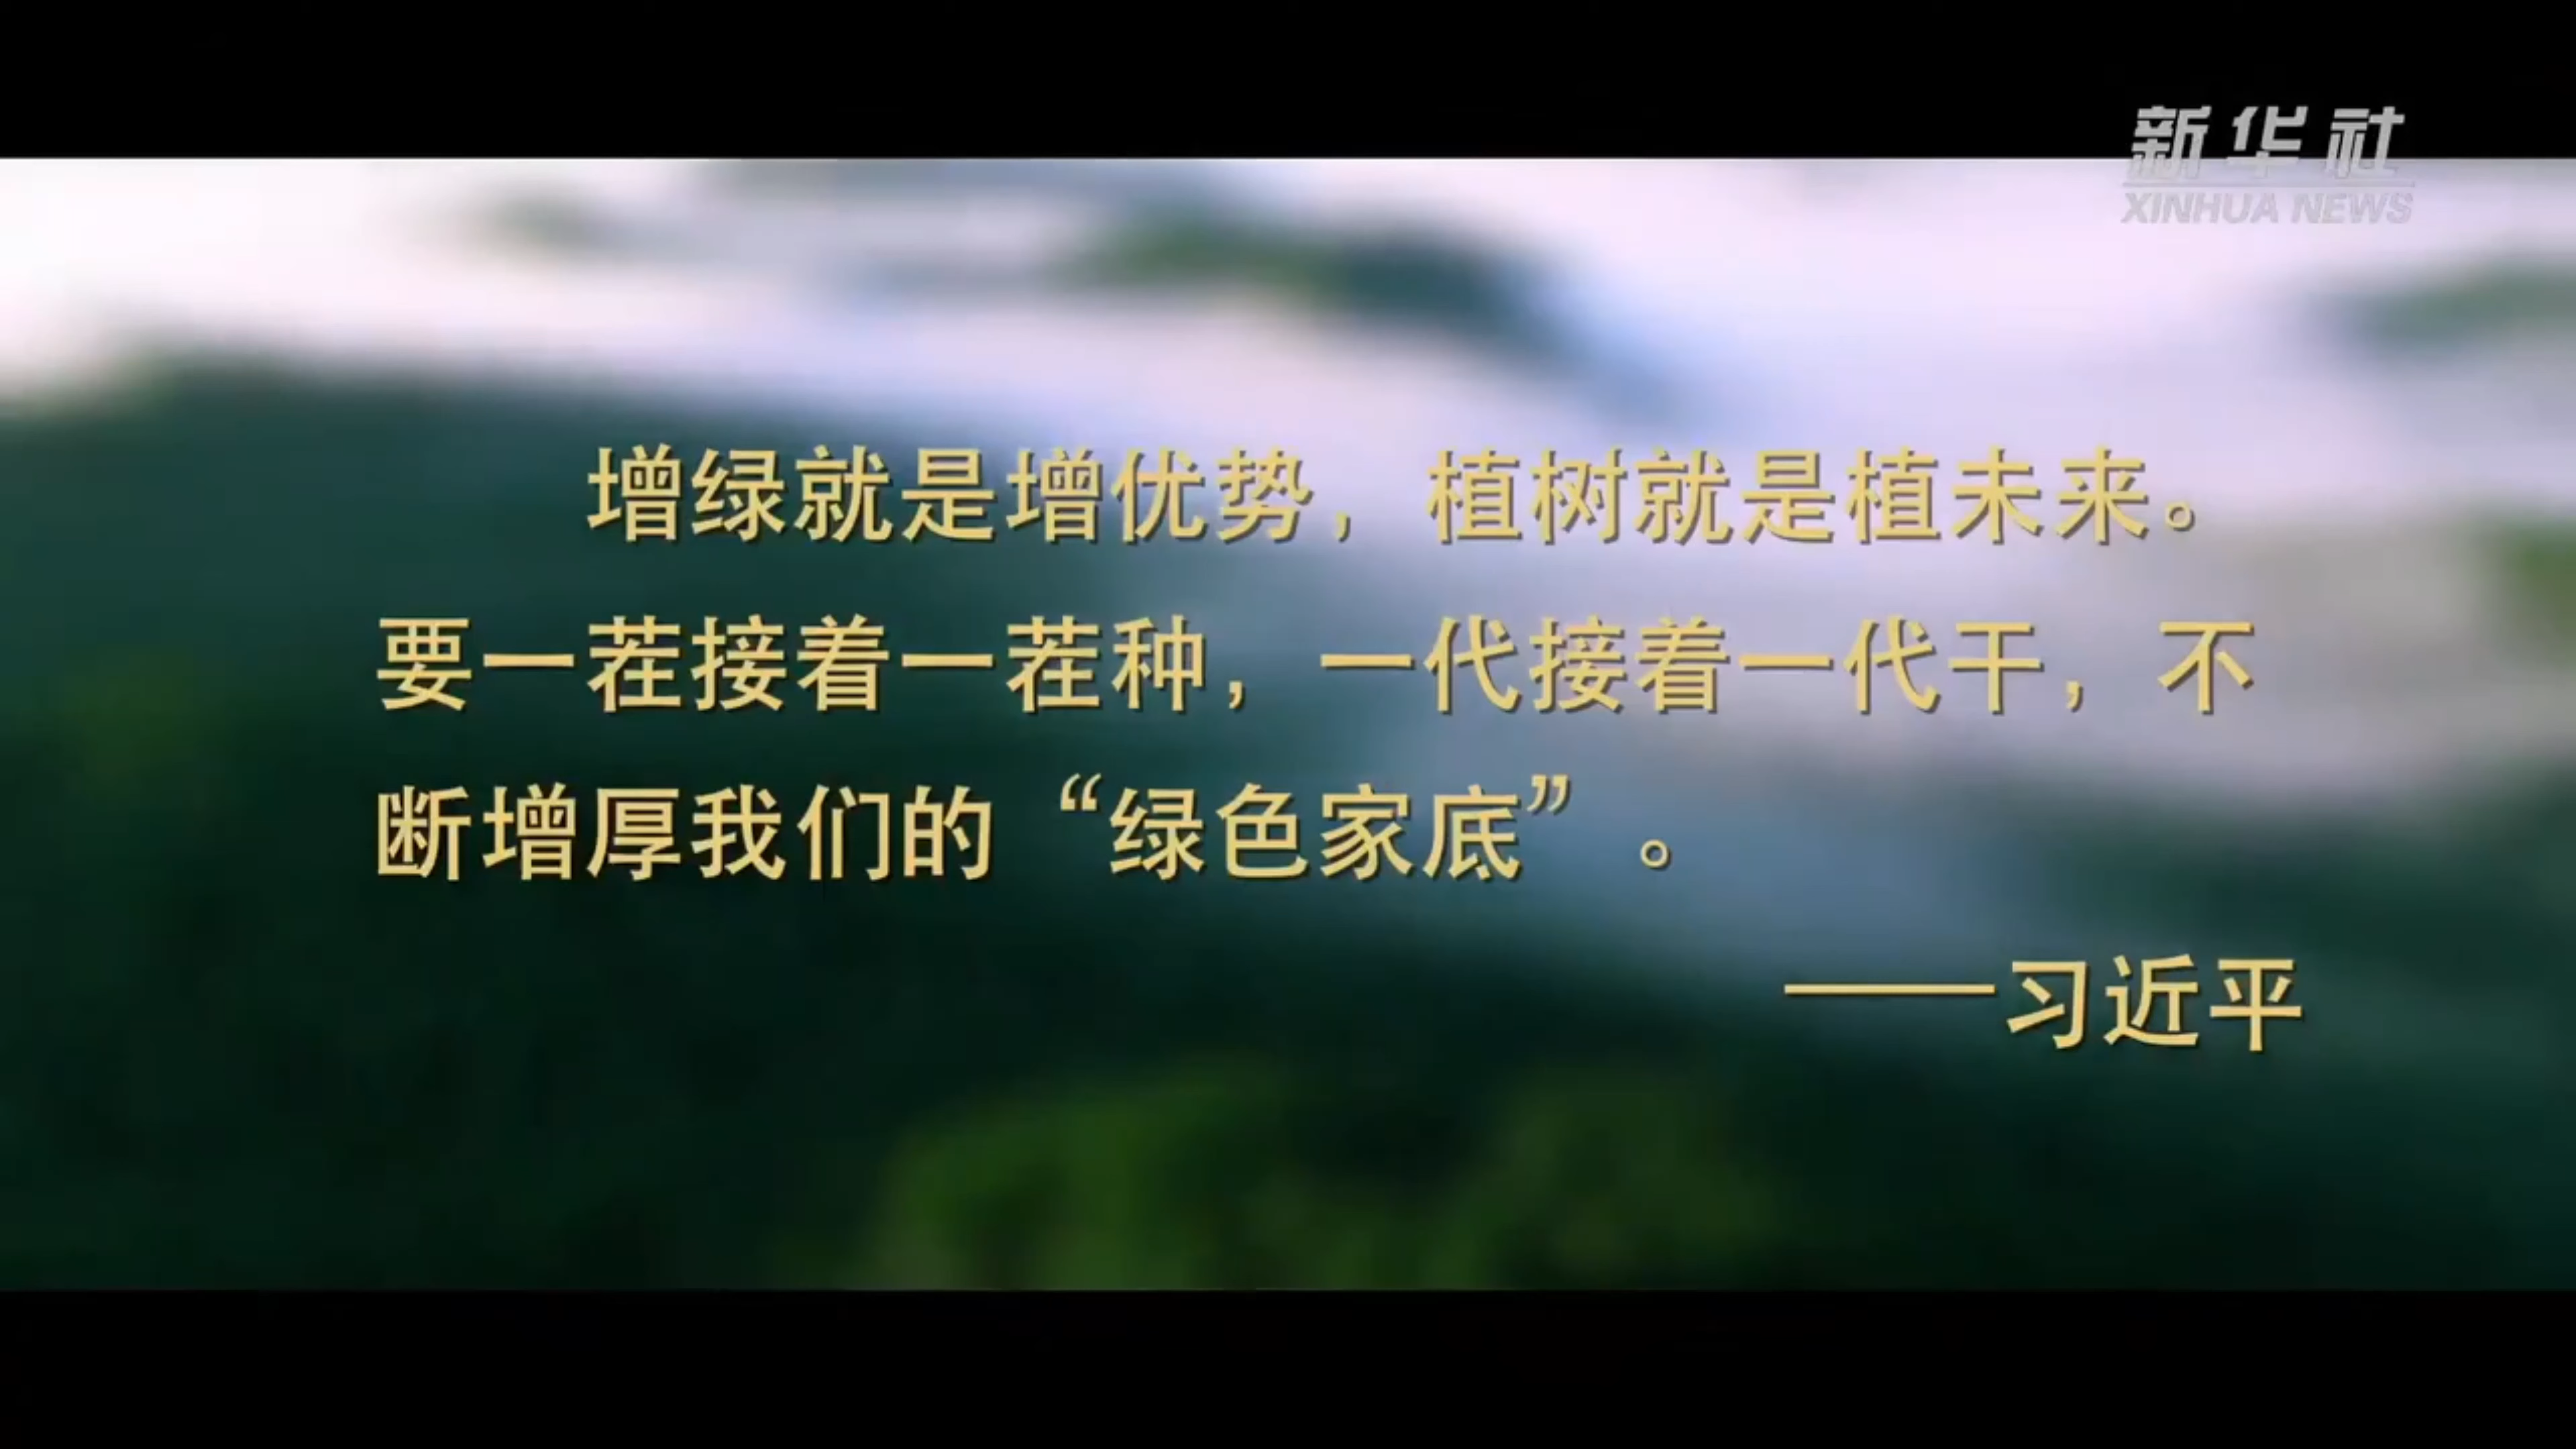 新华社
XINHUA NEWS
增绿就是增优势，植树就是植未来。
要一茬接着一茬种，一代接着一代干，不
断增厚我们的“绿色家底”。
——习近平